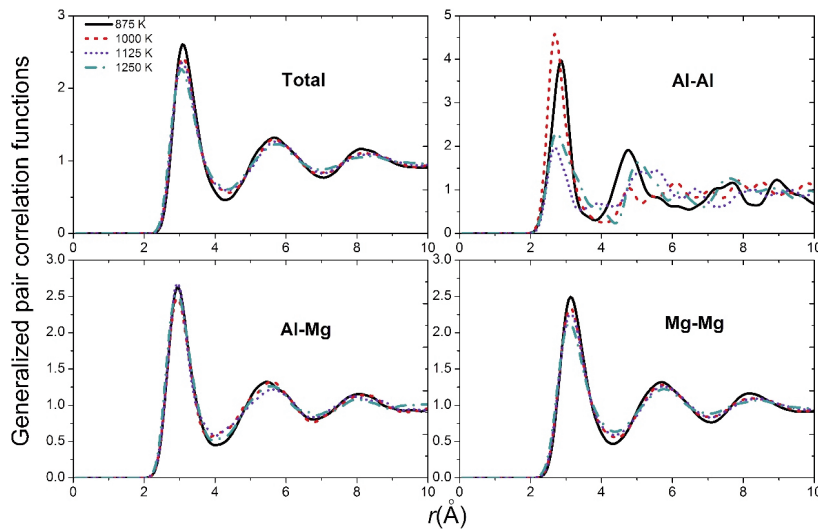 Generalized pair correlation functions
875 K
1000 K
1125 K
1250 K
Total
3
2
1
0
0 2 4 6 8 10
Al-Al
5
4
3
2
1
0
0 2 4 6 8 10
Al-Mg
3.0
2.5
2.0
1.5
1.0
0.5
0.0
0 2 4 6 8 10
Mg-Mg
3.0
2.5
2.0
1.5
1.0
0.5
0.0
0 2 4 6 8 10
r(Å)